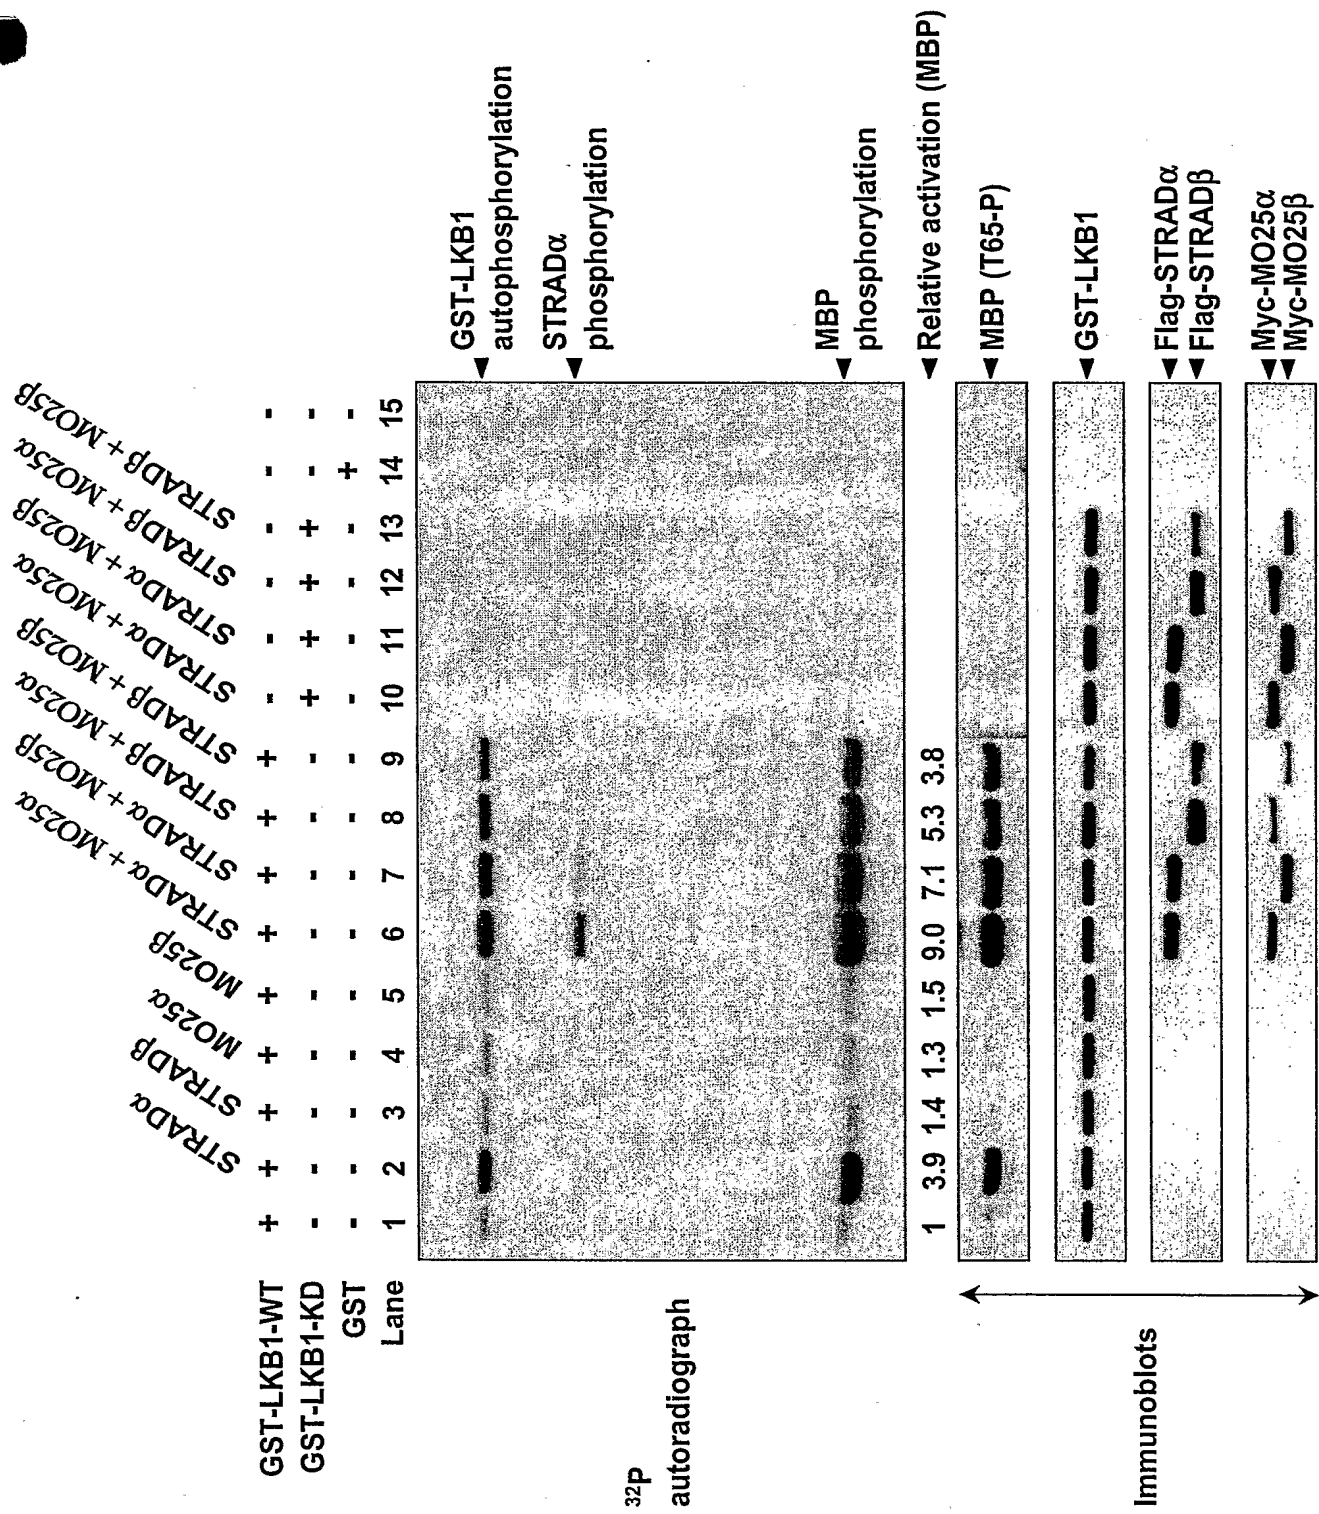 STRADα
STRADβ
MO25α
MO25β
STRADα + MO25α
STRADα + MO25β
STRADβ + MO25α
STRADβ + MO25β
STRADα + MO25α
STRADα + MO25β
STRADβ + MO25α
STRADβ + MO25β
GST-LKB1-WT + + + + + + + + + - - - - - -
GST-LKB1-KD - - - - - - - - - + + + + - -
GST - - - - - - - - - - - - - + -
Lane 1 2 3 4 5 6 7 8 9 10 11 12 13 14 15
GST-LKB1
autophosphorylation
STRADα
phosphorylation
32P
autoradiograph
MBP
phosphorylation
1 3.9 1.4 1.3 1.5 9.0 7.1 5.3 3.8 Relative activation (MBP)
MBP (T65-P)
GST-LKB1
Immunoblots
Flag-STRADα
Flag-STRADβ
Myc-MO25α
Myc-MO25β